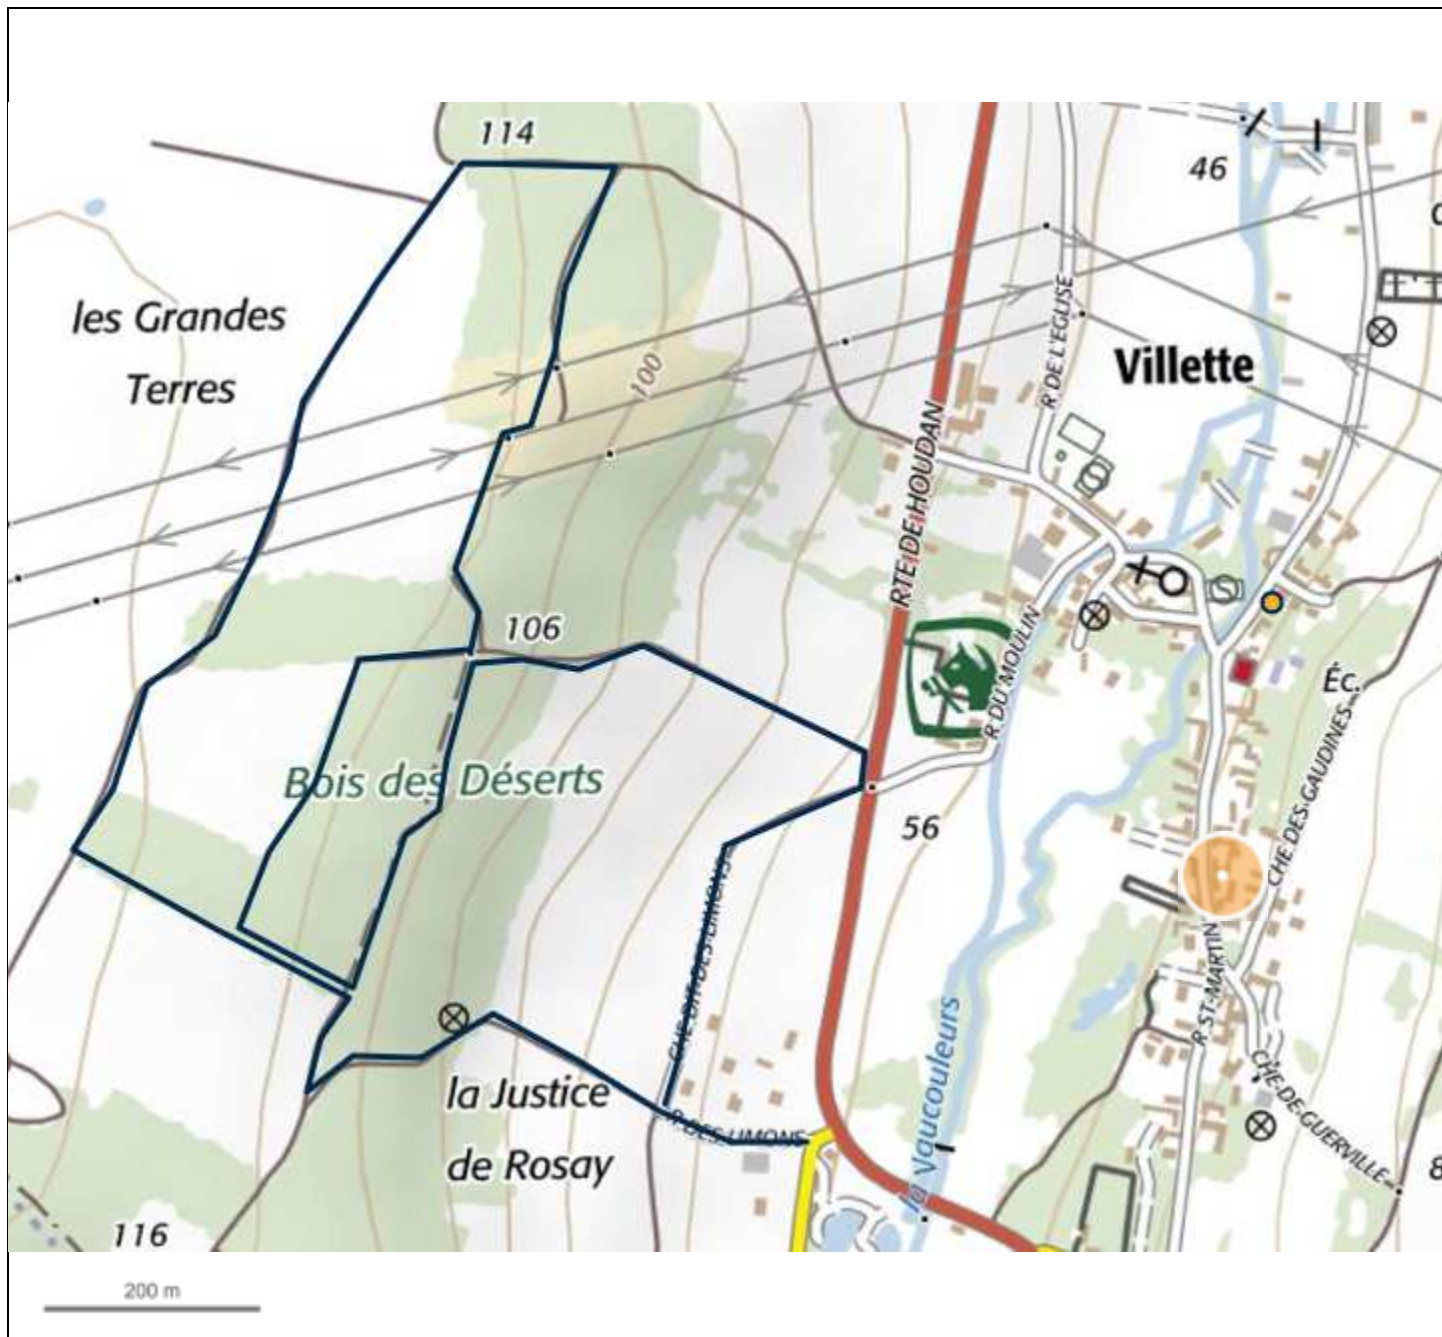 114
46
les Grandes
Terres
100
R DE L'EGLISE
Villette
RTE DE HOUDAN
106
R DU MOULIN
Éc.
Bois des Déserts
56
CHE DES GAUDINES
CHE DIT DES LIMONS
R ST-MARTIN
la Vaucouleurs
la Justice
de Rosay
R DES LIMONS
CHE DE GUERVILLE
8
116
200 m